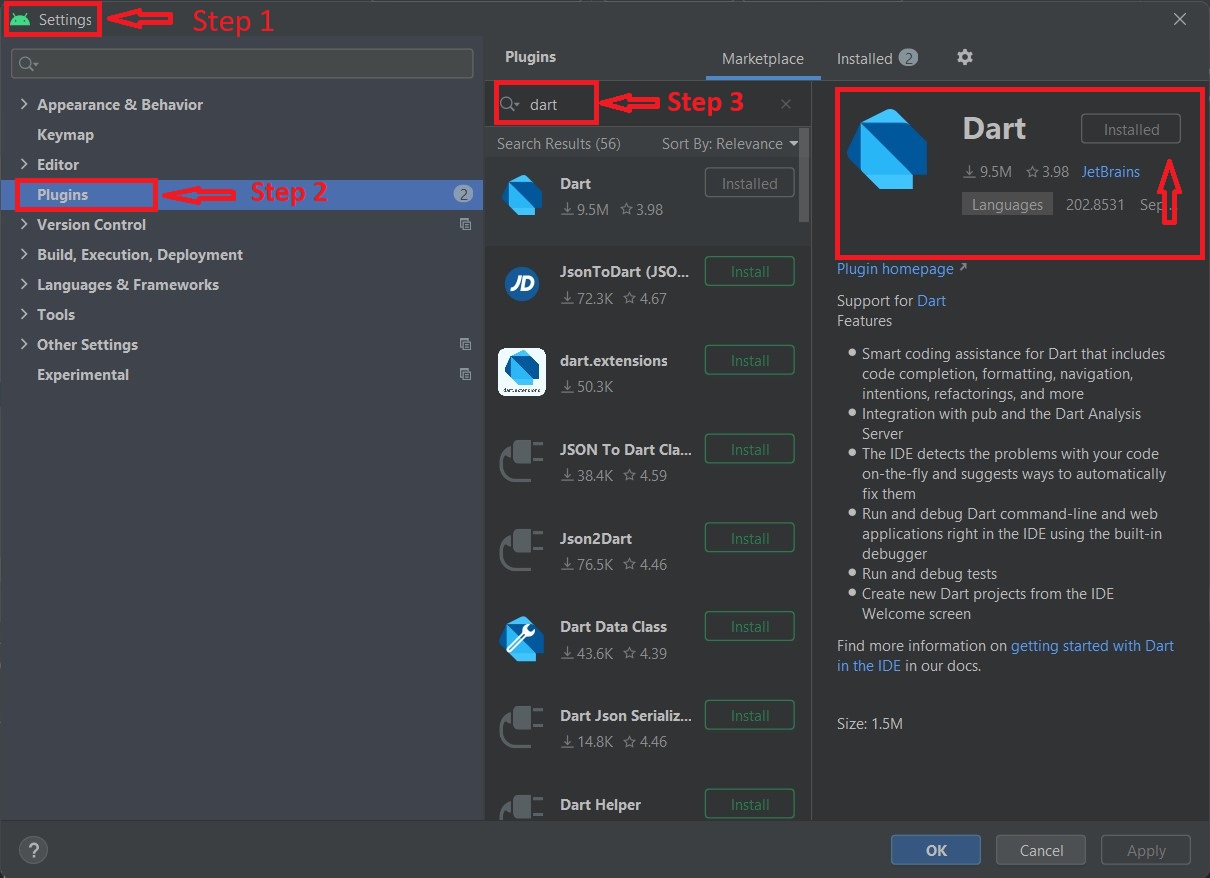 Settings
Step 1
Appearance & Behavior
Keymap
Editor
Plugins
2
Step 2
Version Control
Build, Execution, Deployment
Languages & Frameworks
Tools
Other Settings
Experimental
Plugins
Marketplace
Installed 2
dart
Step 3
Search Results (56)
Sort By: Relevance
Dart
Installed
9.5M 3.98
JsonToDart (JSO...
Install
72.3K 4.67
JD
dart.extensions
Install
50.3K
dart.extensions
JSON To Dart Cla...
Install
38.4K 4.59
Json2Dart
Install
76.5K 4.46
Dart Data Class
Install
43.6K 4.39
Dart Json Serializ...
Install
14.8K 4.46
Dart Helper
Install
Dart
Installed
9.5M 3.98 JetBrains
Languages 202.8531 Sep...
Plugin homepage ↗
Support for Dart
Features
• Smart coding assistance for Dart that includes
code completion, formatting, navigation,
intentions, refactorings, and more
• Integration with pub and the Dart Analysis
Server
• The IDE detects the problems with your code
on-the-fly and suggests ways to automatically
fix them
• Run and debug Dart command-line and web
applications right in the IDE using the built-in
debugger
• Run and debug tests
• Create new Dart projects from the IDE
Welcome screen
Find more information on getting started with Dart
in the IDE in our docs.
Size: 1.5M
?
OK
Cancel
Apply